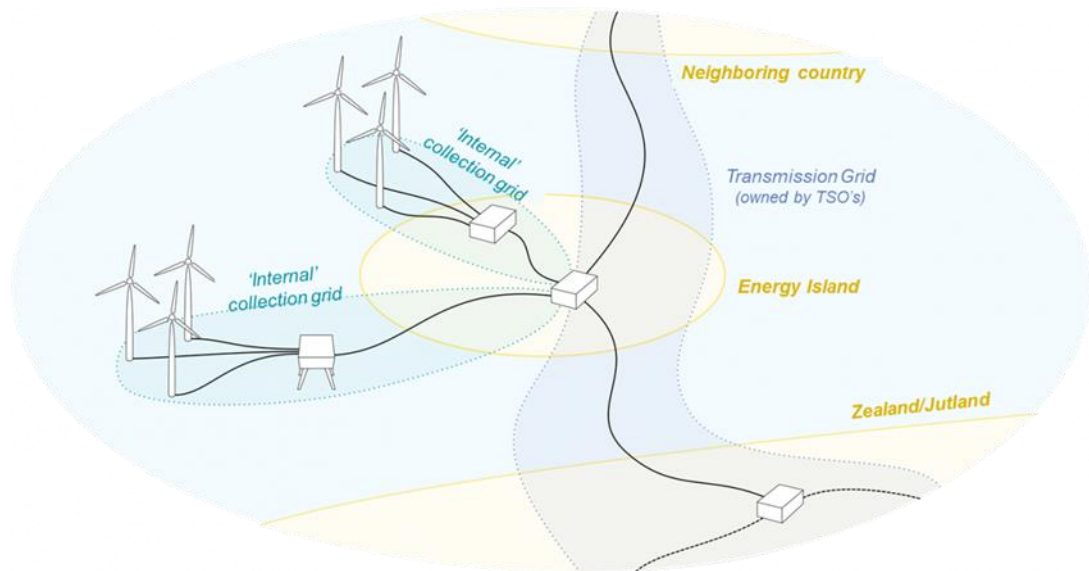 Neighboring country
'Internal'
collection grid
Transmission Grid
(owned by TSO's)
'Internal'
collection grid
Energy Island
Zealand/Jutland